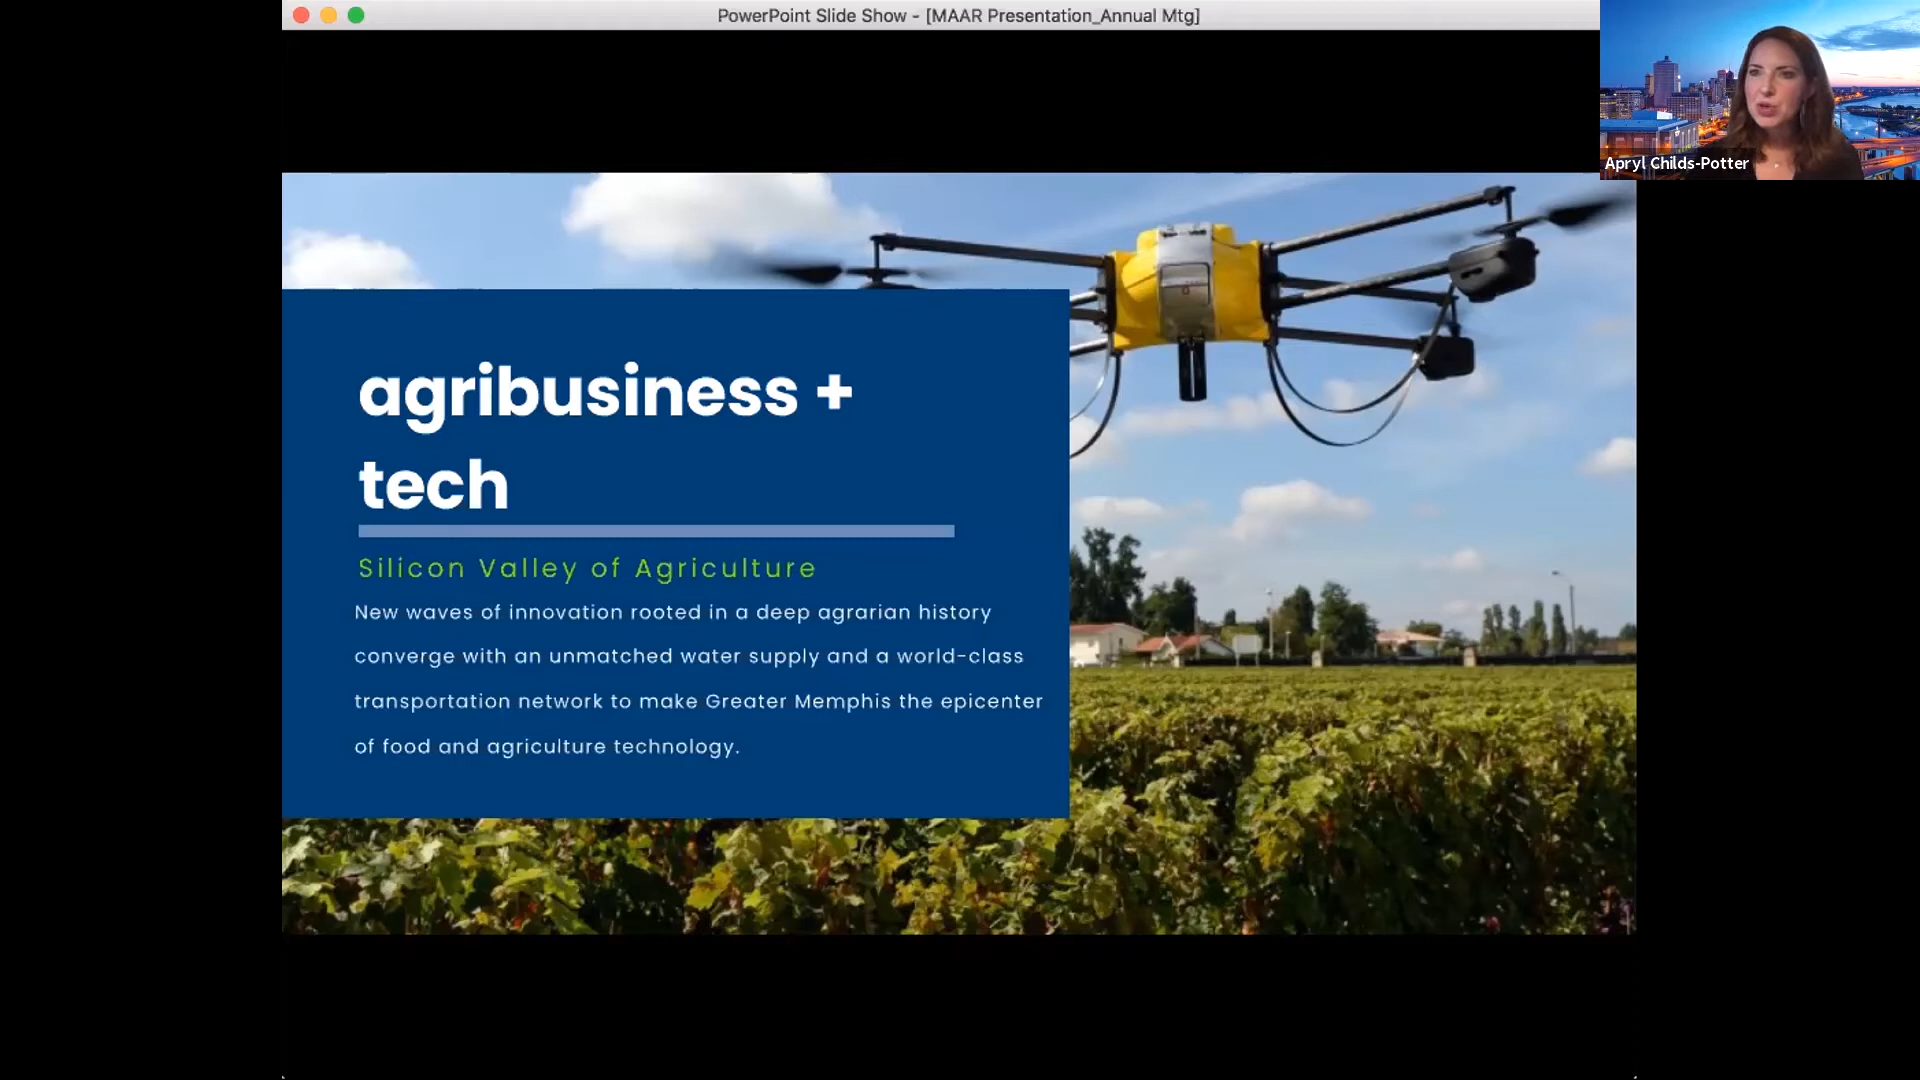 PowerPoint Slide Show - [MAAR Presentation_Annual Mtg]
Apryl Childs-Potter
agribusiness +
tech
Silicon Valley of Agriculture
New waves of innovation rooted in a deep agrarian history
converge with an unmatched water supply and a world-class
transportation network to make Greater Memphis the epicenter
of food and agriculture technology.